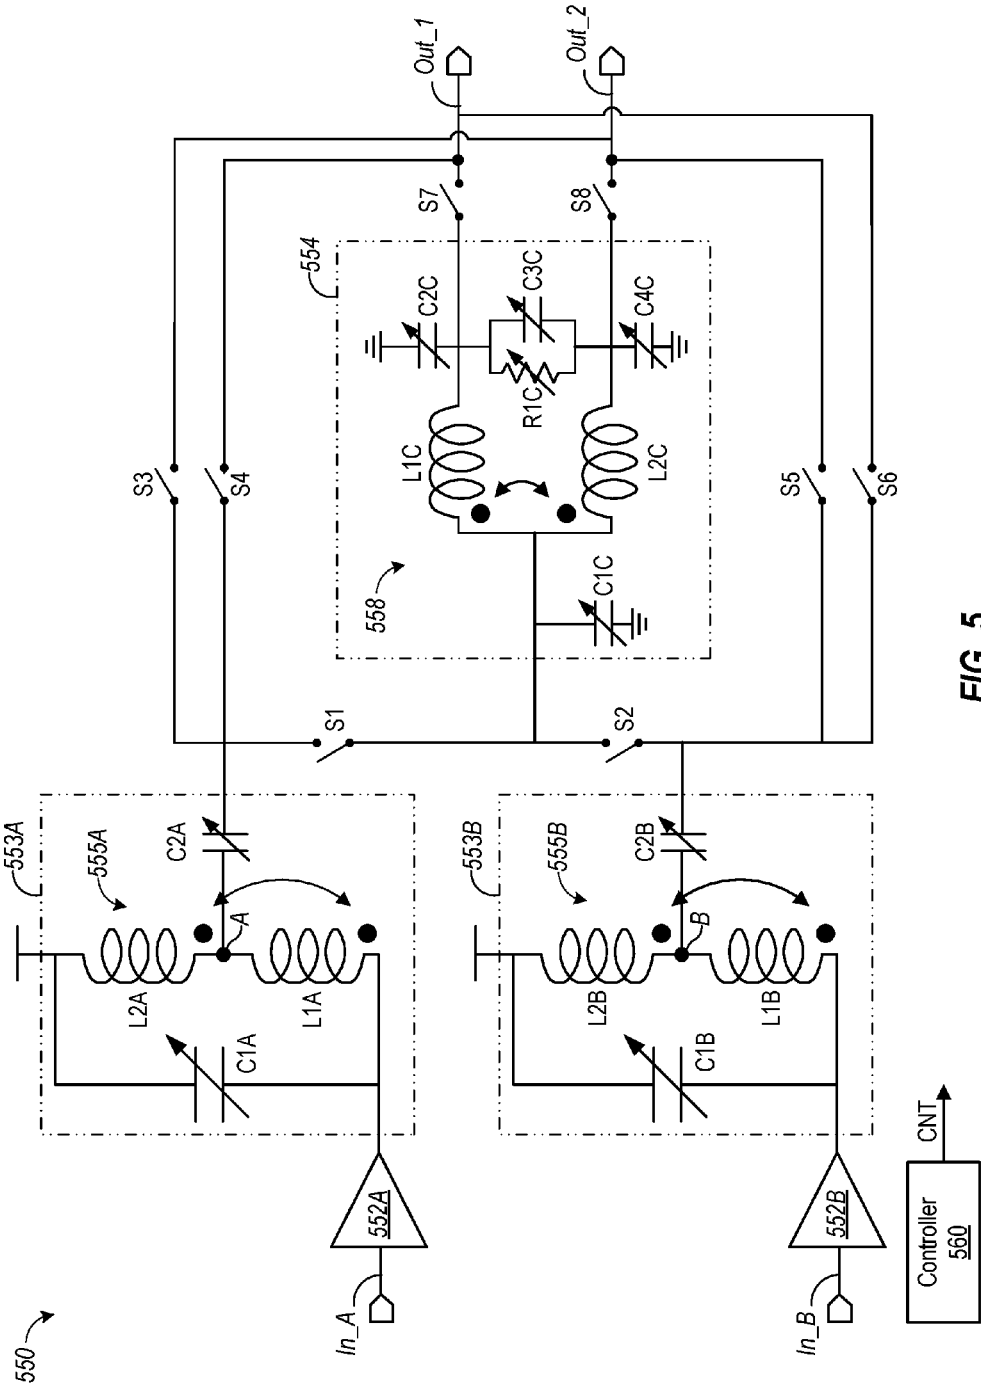 550
In_A
552A
553A
555A
L2A
L1A
C1A
C2A
A
In_B
552B
553B
555B
L2B
L1B
C1B
C2B
B
Controller
560
CNT
S1
S2
S3
S4
S5
S6
S7
S8
554
558
C1C
L1C
L2C
C2C
R1C
C3C
C4C
Out_1
Out_2
FIG. 5